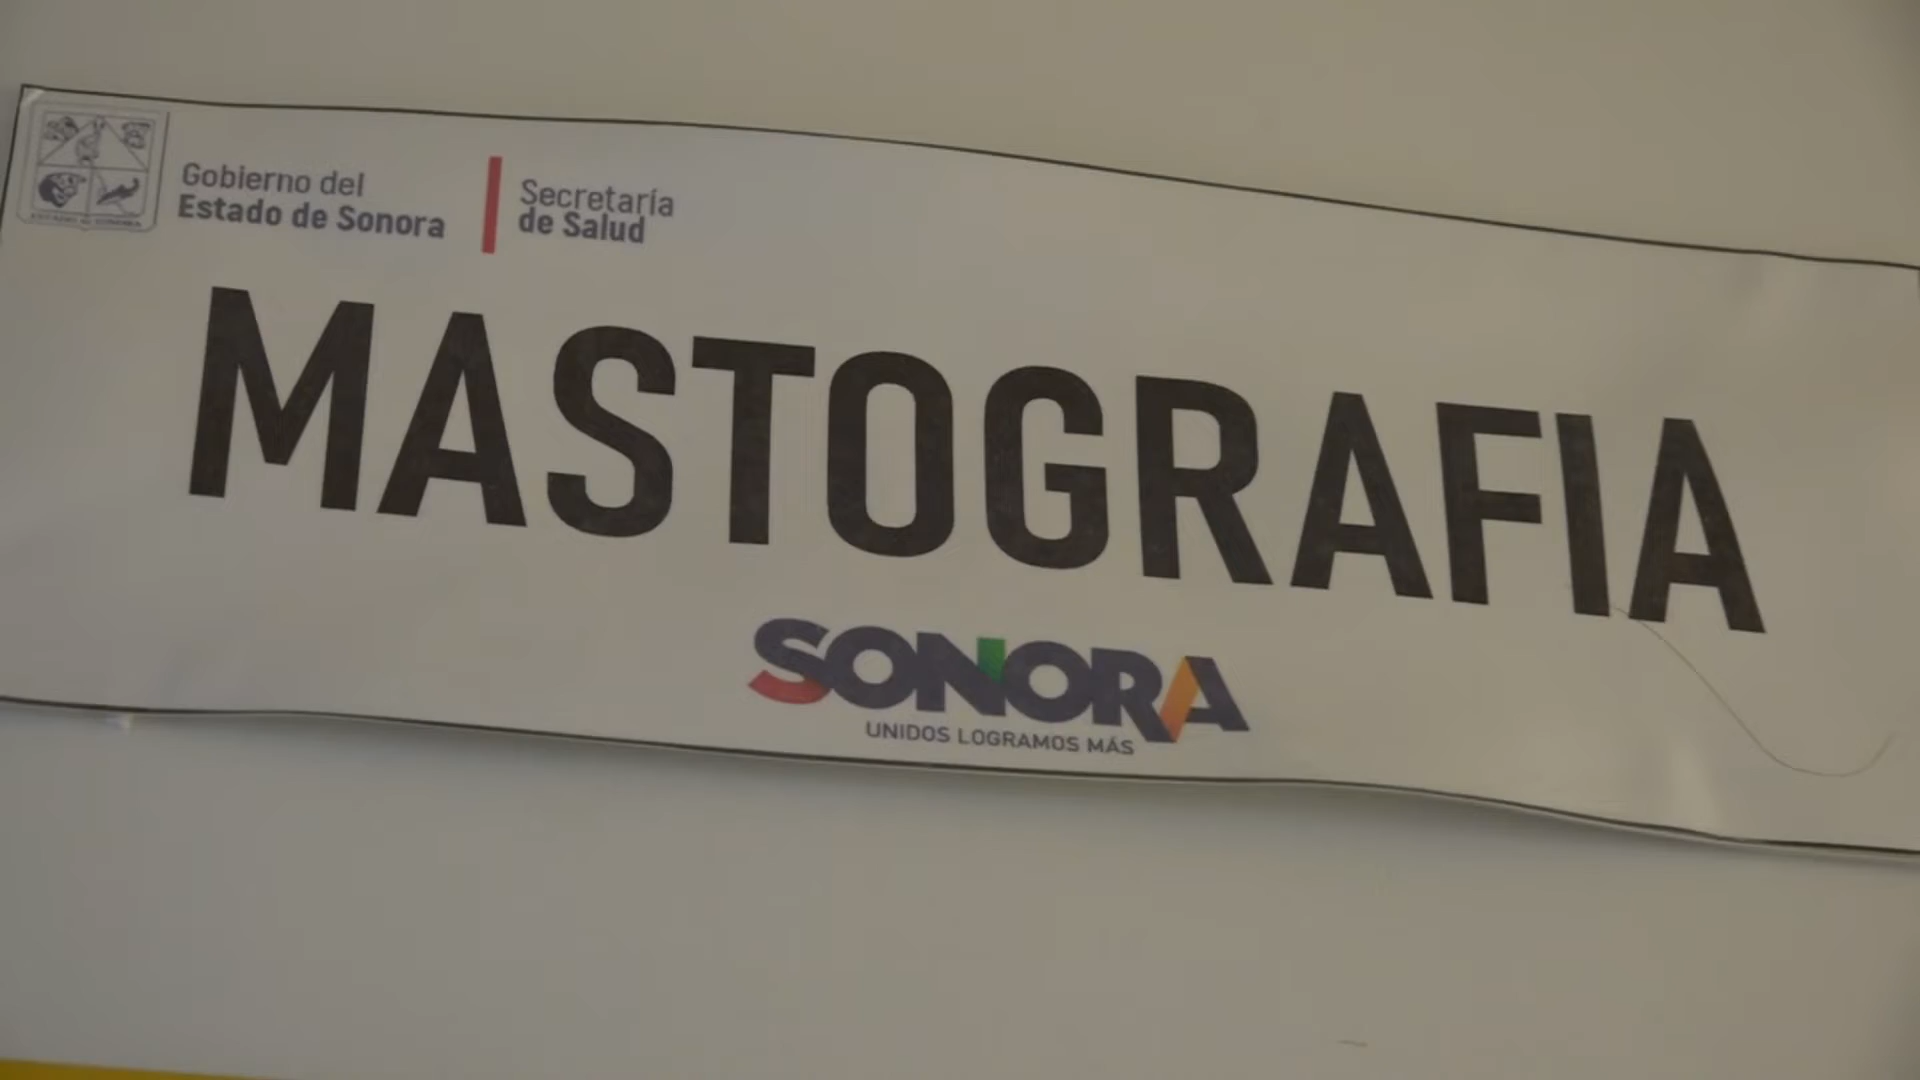 Gobierno del
Estado de Sonora
Secretaría
de Salud
MASTOGRAFIA
SONORA
UNIDOS LOGRAMOS MÁS